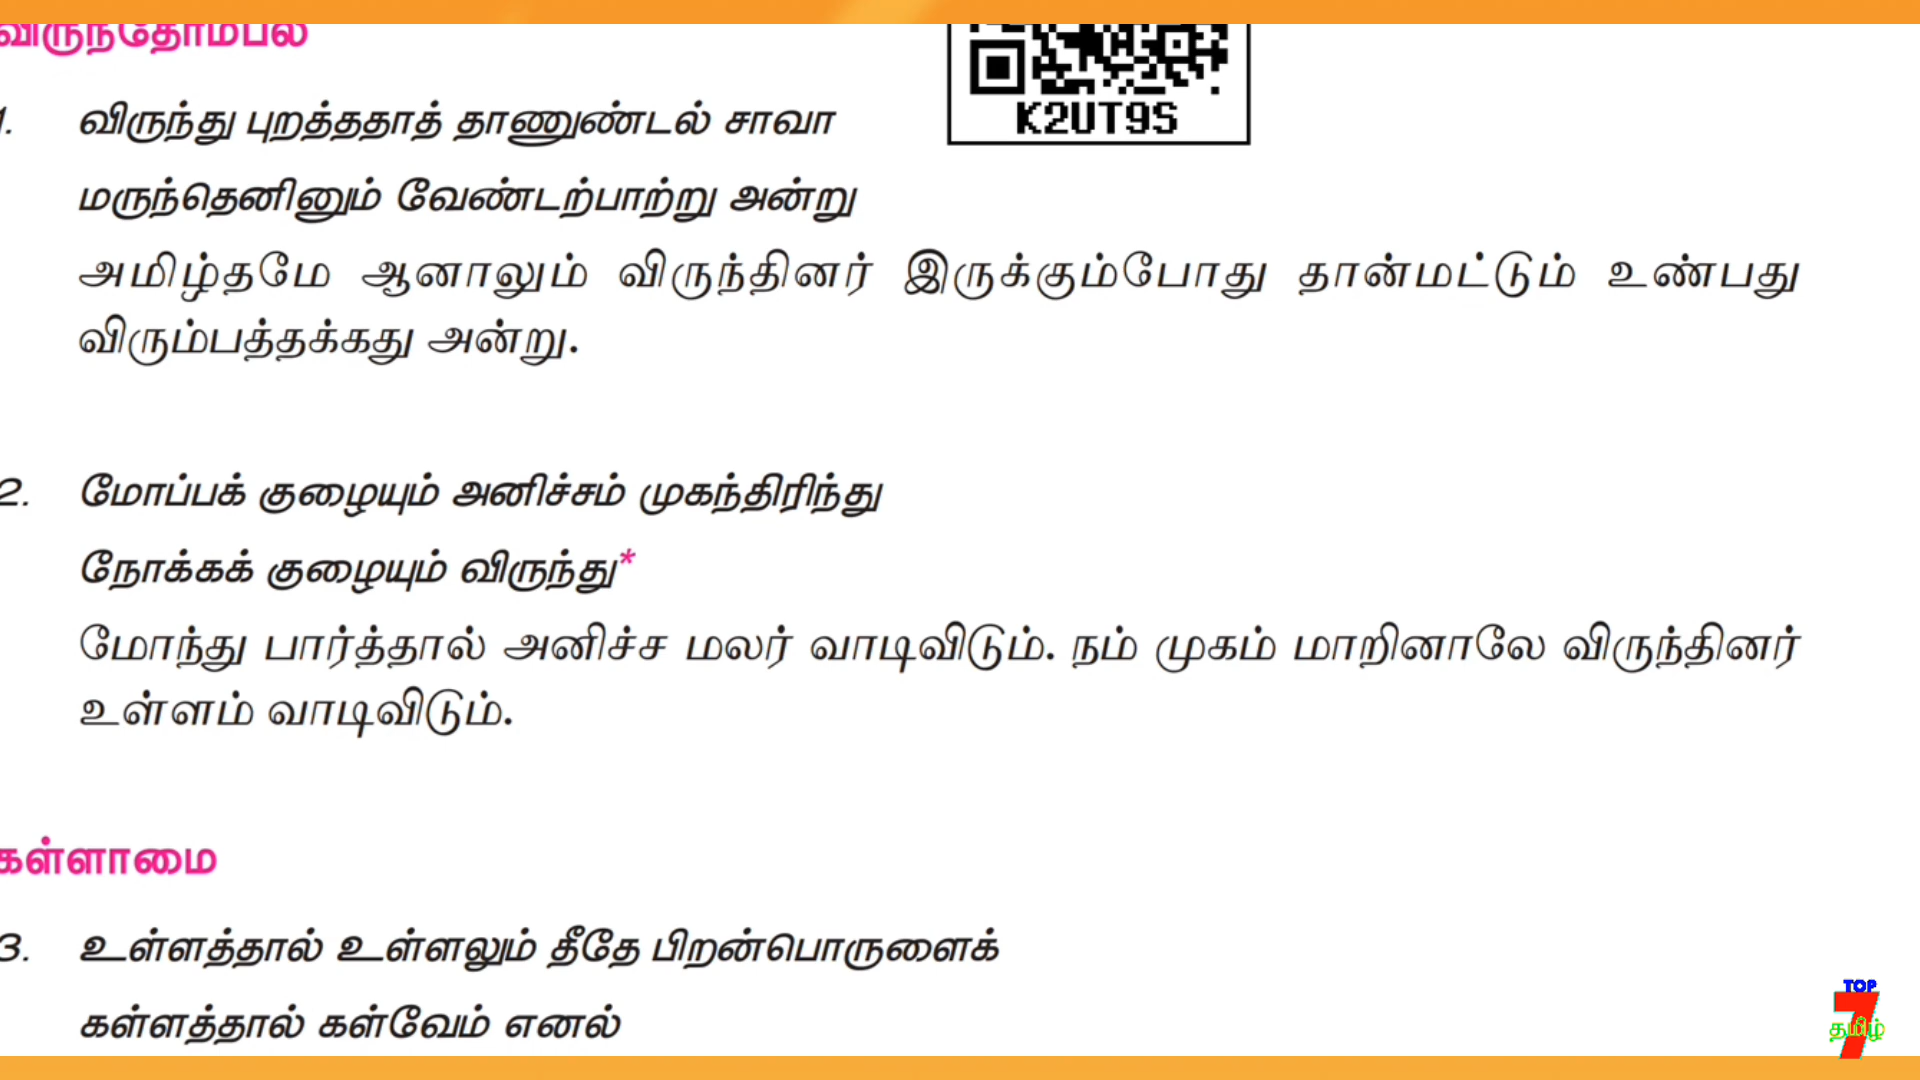 விருந்தோம்பல்
K2UT9S
1. விருந்து புறத்ததாத் தாணுண்டல் சாவா
மருந்தெனினும் வேண்டற்பாற்று அன்று
அமிழ்தமே ஆனாலும் விருந்தினர் இருக்கும்போது தான்மட்டும் உண்பது
விரும்பத்தக்கது அன்று.
2. மோப்பக் குழையும் அனிச்சம் முகந்திரிந்து
நோக்கக் குழையும் விருந்து*
மோந்து பார்த்தால் அனிச்ச மலர் வாடிவிடும். நம் முகம் மாறினாலே விருந்தினர்
உள்ளம் வாடிவிடும்.
கள்ளாமை
3. உள்ளத்தால் உள்ளலும் தீதே பிறன்பொருளைக்
கள்ளத்தால் கள்வேம் எனல்
TOP
7
தமிழ்